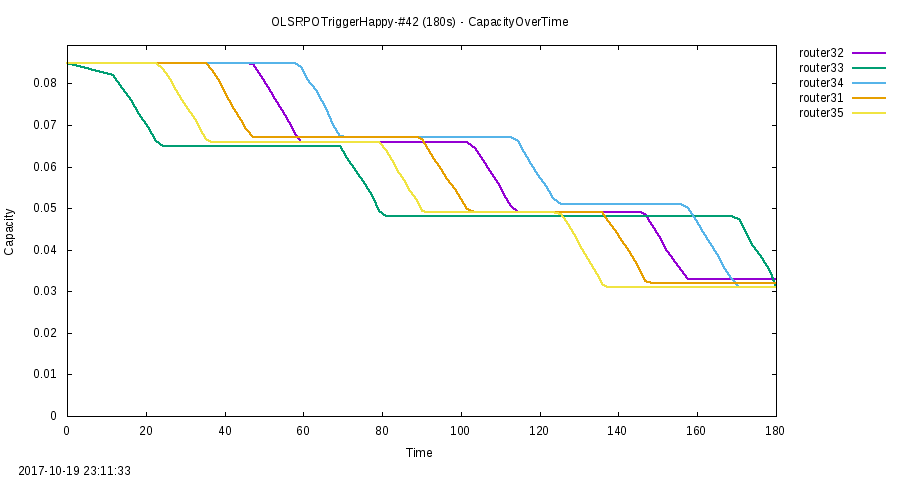 OLSRPOTriggerHappy-#42 (180s) - CapacityOverTime
router32
router33
router34
router31
router35
0.08
0.07
0.06
0.05
0.04
0.03
0.02
0.01
0
Capacity
0 20 40 60 80 100 120 140 160 180
Time
2017-10-19 23:11:33